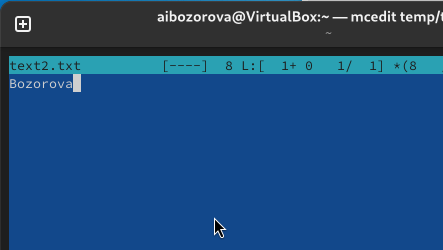 aibozorova@VirtualBox:~ — mcedit temp/t
~
text2.txt [----] 8 L:[ 1+ 0 1/ 1] *(8
Bozorova